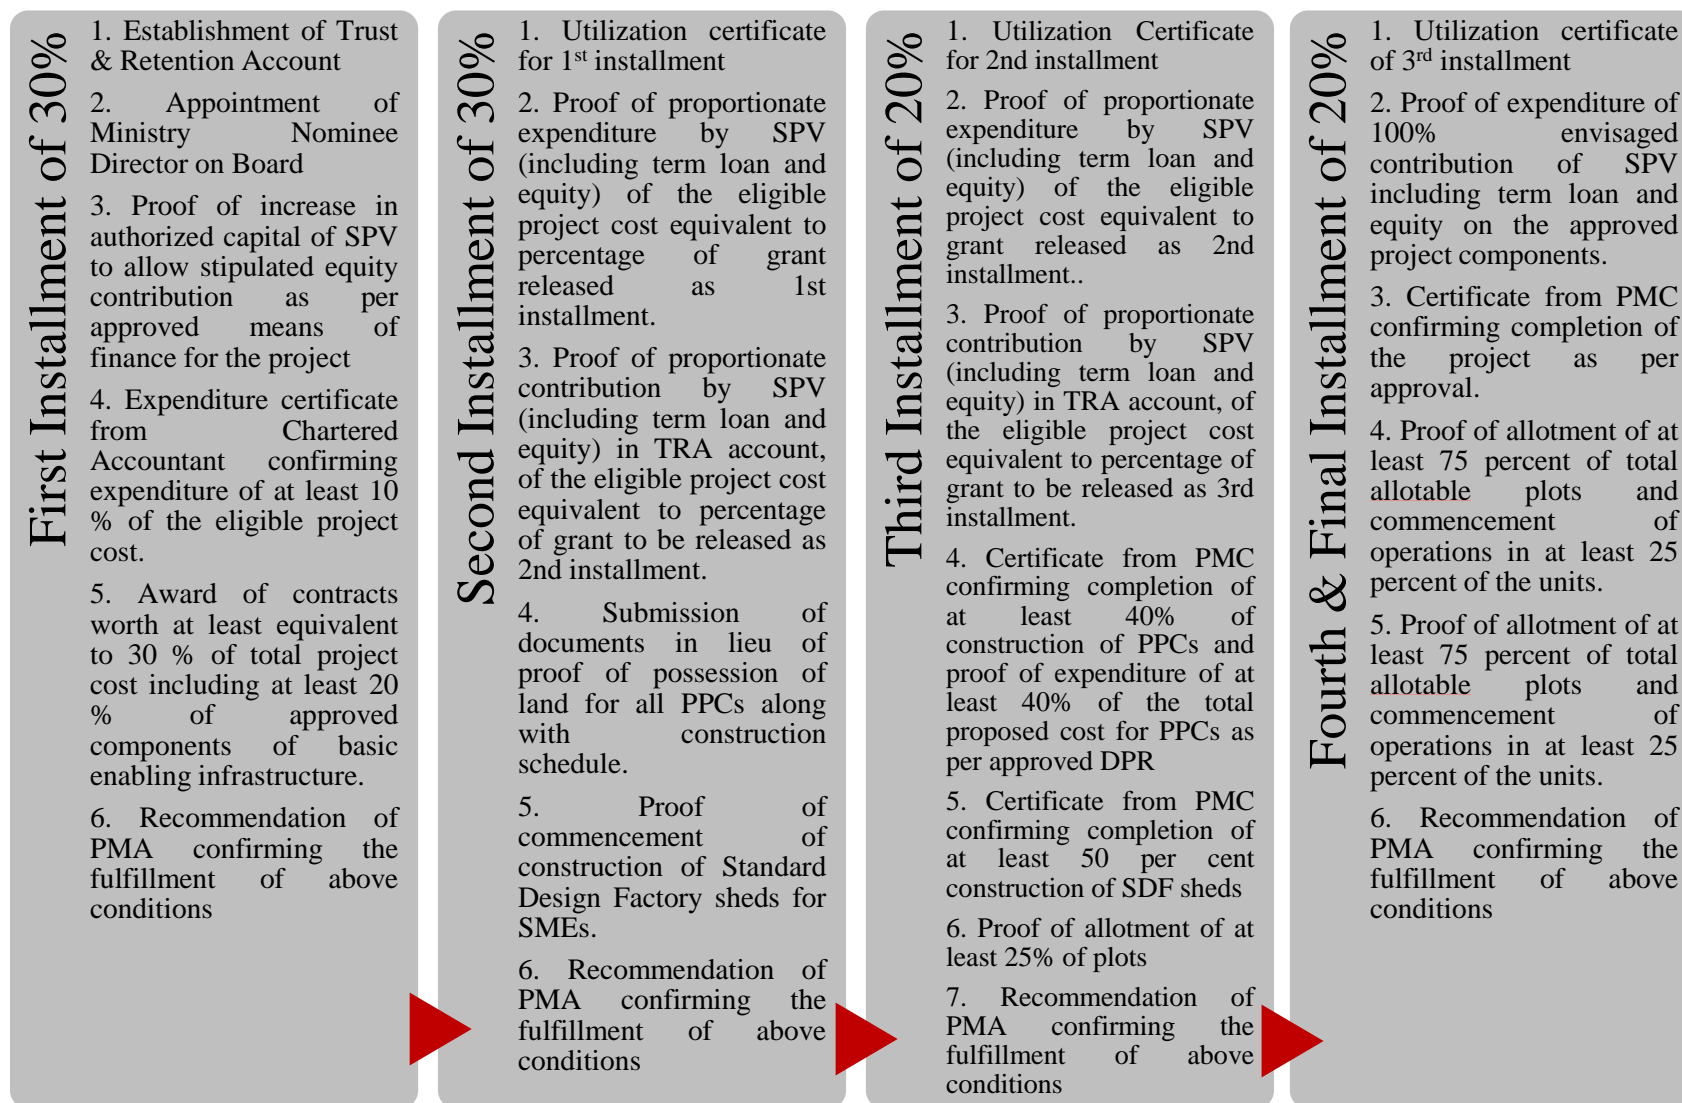 First Installment of 30%
1. Establishment of Trust
& Retention Account
2. Appointment of
Ministry Nominee
Director on Board
3. Proof of increase in
authorized capital of SPV
to allow stipulated equity
contribution as per
approved means of
finance for the project
4. Expenditure certificate
from Chartered
Accountant confirming
expenditure of at least 10
% of the eligible project
cost.
5. Award of contracts
worth at least equivalent
to 30 % of total project
cost including at least 20
% of approved
components of basic
enabling infrastructure.
6. Recommendation of
PMA confirming the
fulfillment of above
conditions
Second Installment of 30%
1. Utilization certificate
for 1st installment
2. Proof of proportionate
expenditure by SPV
(including term loan and
equity) of the eligible
project cost equivalent to
percentage of grant
released as 1st
installment.
3. Proof of proportionate
contribution by SPV
(including term loan and
equity) in TRA account,
of the eligible project cost
equivalent to percentage
of grant to be released as
2nd installment.
4. Submission of
documents in lieu of
proof of possession of
land for all PPCs along
with construction
schedule.
5. Proof of
commencement of
construction of Standard
Design Factory sheds for
SMEs.
6. Recommendation of
PMA confirming the
fulfillment of above
conditions
Third Installment of 20%
1. Utilization Certificate
for 2nd installment
2. Proof of proportionate
expenditure by SPV
(including term loan and
equity) of the eligible
project cost equivalent to
grant released as 2nd
installment..
3. Proof of proportionate
contribution by SPV
(including term loan and
equity) in TRA account, of
the eligible project cost
equivalent to percentage of
grant to be released as 3rd
installment.
4. Certificate from PMC
confirming completion of
at least 40% of
construction of PPCs and
proof of expenditure of at
least 40% of the total
proposed cost for PPCs as
per approved DPR
5. Certificate from PMC
confirming completion of
at least 50 per cent
construction of SDF sheds
6. Proof of allotment of at
least 25% of plots
7. Recommendation of
PMA confirming the
fulfillment of above
conditions
Fourth & Final Installment of 20%
1. Utilization certificate
of 3rd installment
2. Proof of expenditure of
100% envisaged
contribution of SPV
including term loan and
equity on the approved
project components.
3. Certificate from PMC
confirming completion of
the project as per
approval.
4. Proof of allotment of at
least 75 percent of total
allotable plots and
commencement of
operations in at least 25
percent of the units.
5. Proof of allotment of at
least 75 percent of total
allotable plots and
commencement of
operations in at least 25
percent of the units.
6. Recommendation of
PMA confirming the
fulfillment of above
conditions